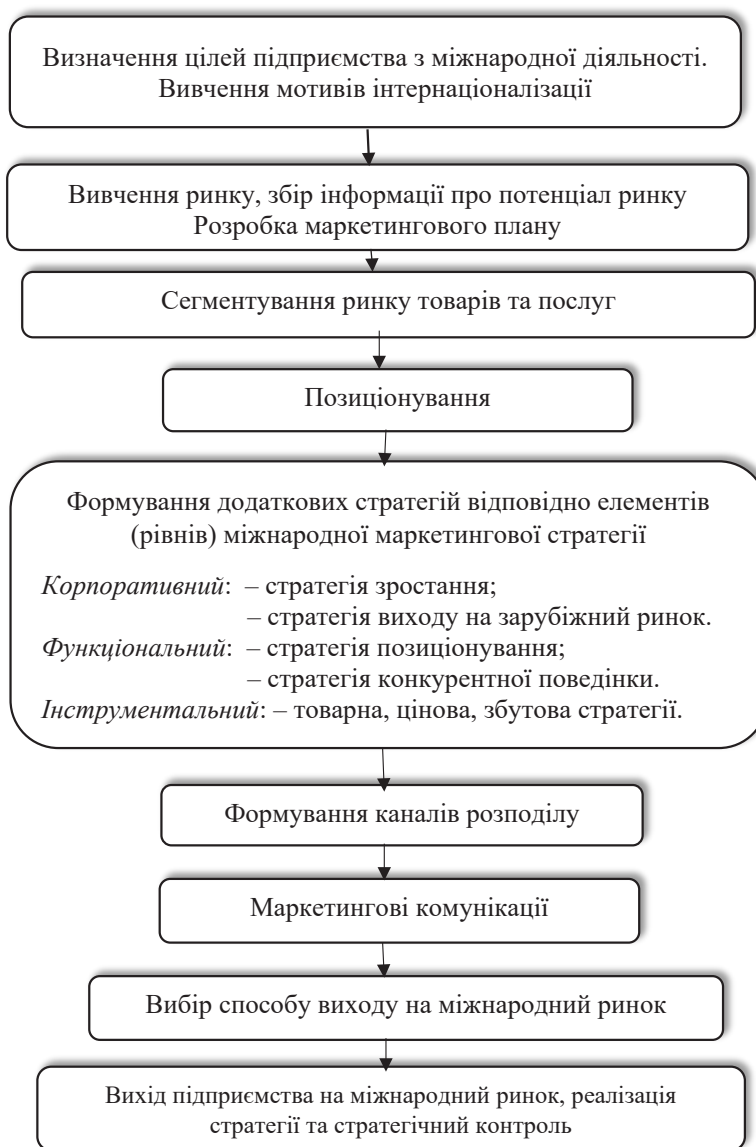 Визначення цілей підприємства з міжнародної діяльності.
Вивчення мотивів інтернаціоналізації
Вивчення ринку, збір інформації про потенціал ринку
Розробка маркетингового плану
Сегментування ринку товарів та послуг
Позиціонування
Формування додаткових стратегій відповідно елементів
(рівнів) міжнародної маркетингової стратегії
Корпоративний: – стратегія зростання;
– стратегія виходу на зарубіжний ринок.
Функціональний: – стратегія позиціонування;
– стратегія конкурентної поведінки.
Інструментальний: – товарна, цінова, збутова стратегії.
Формування каналів розподілу
Маркетингові комунікації
Вибір способу виходу на міжнародний ринок
Вихід підприємства на міжнародний ринок, реалізація
стратегії та стратегічний контроль